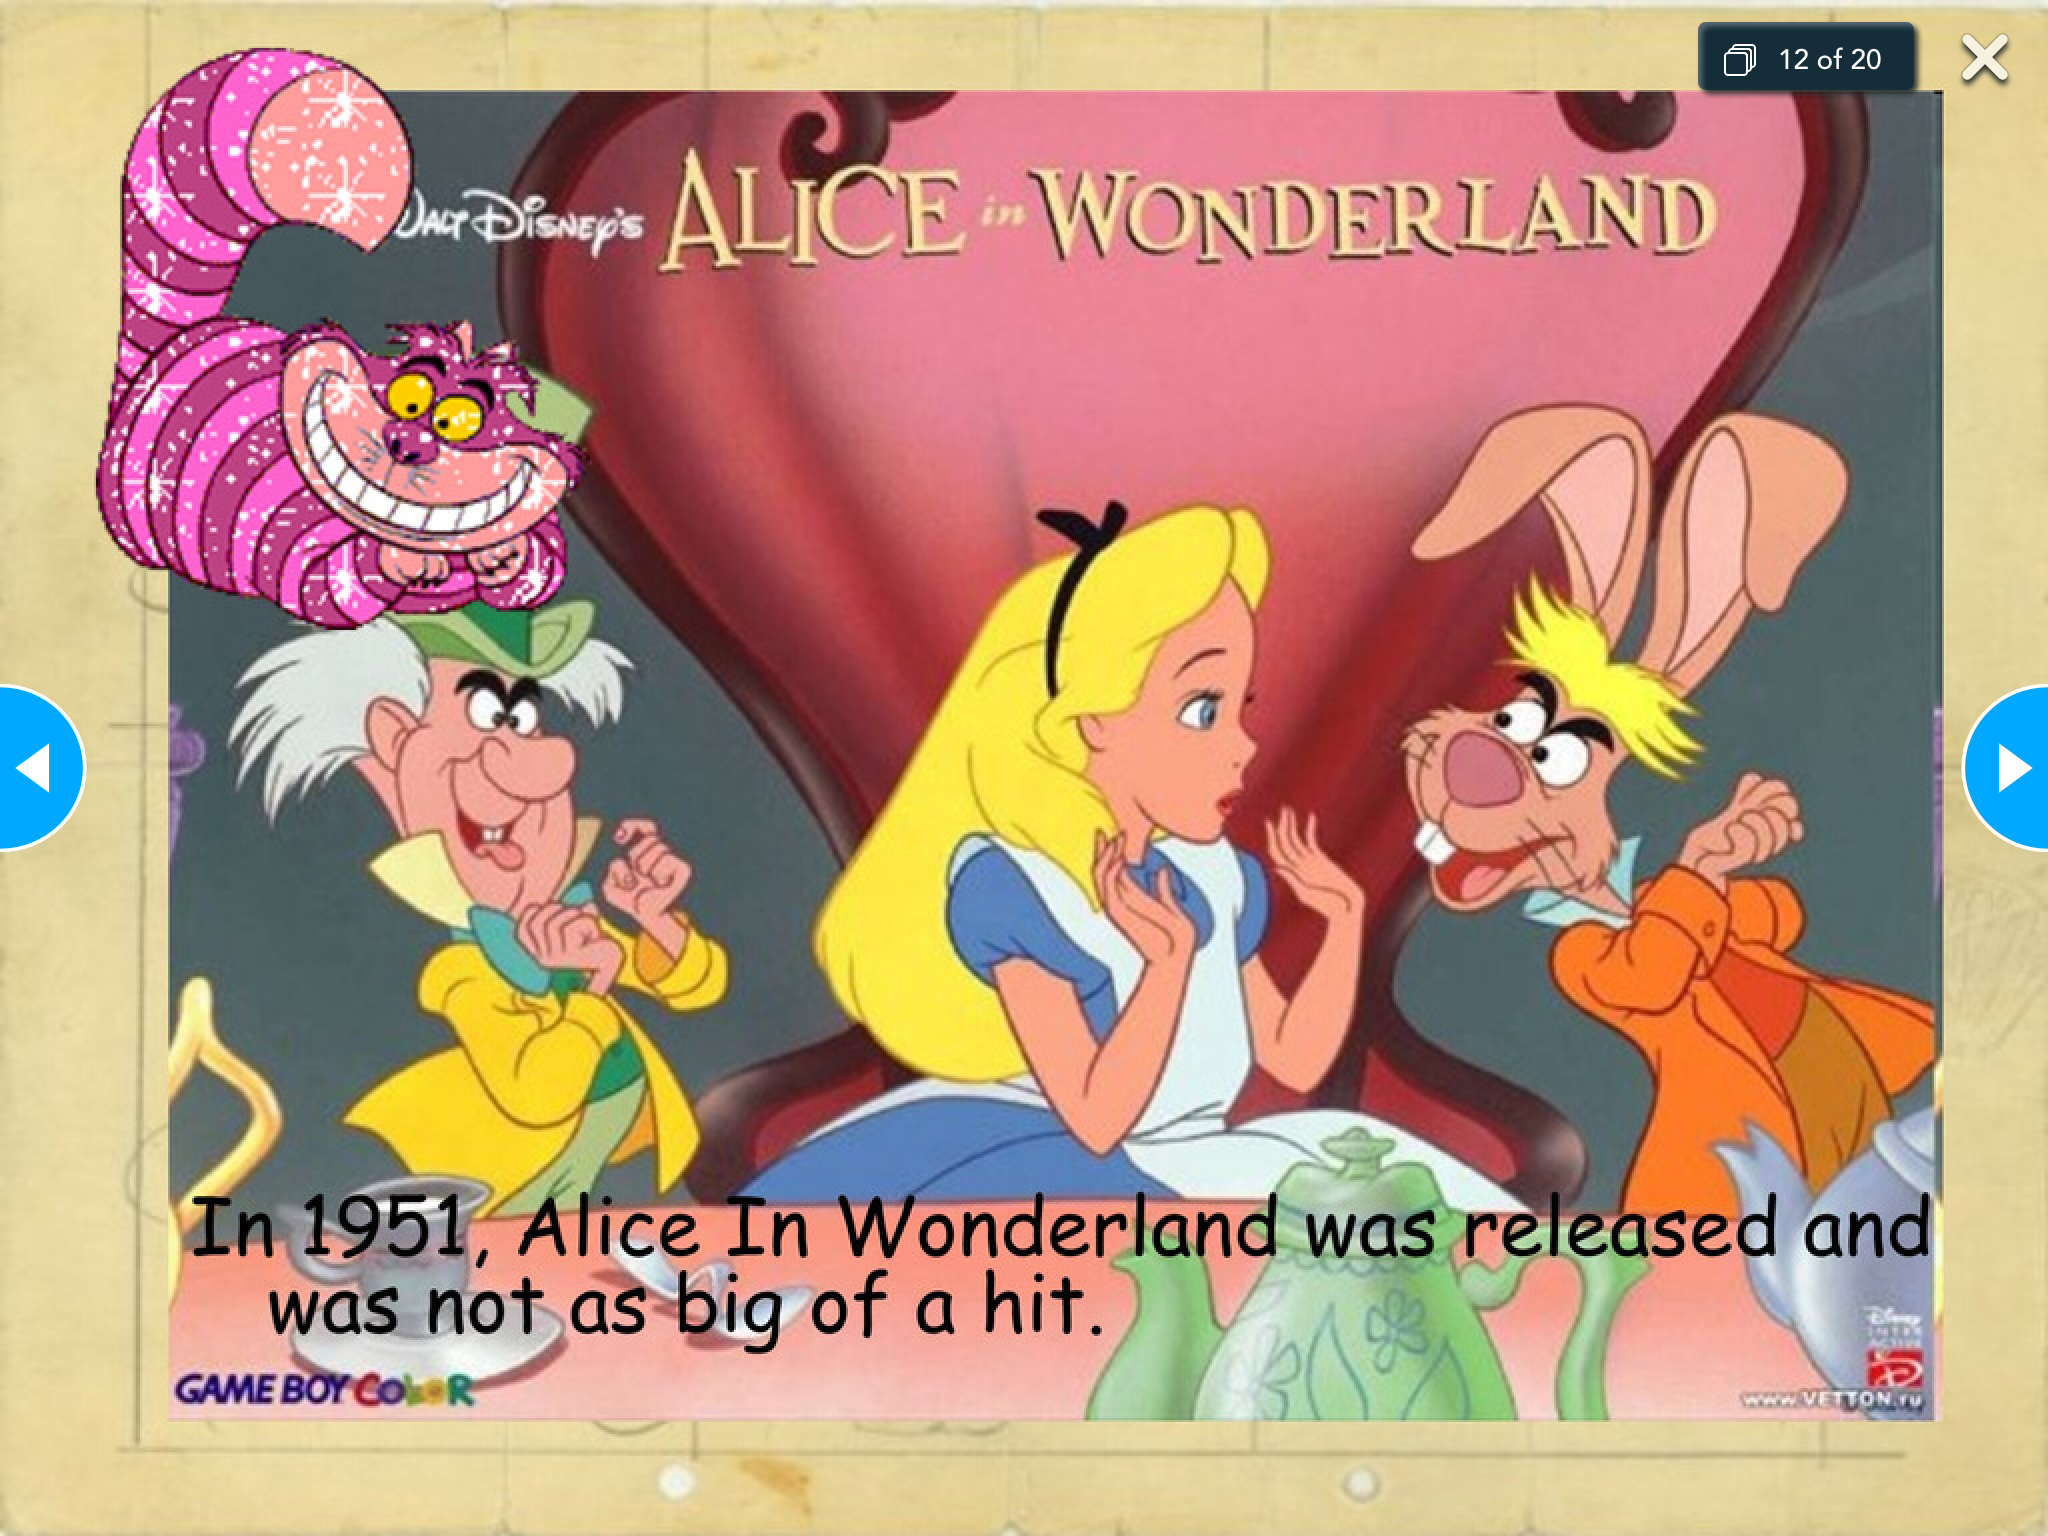 12 of 20
Walt Disney's ALICE in WONDERLAND
In 1951, Alice In Wonderland was released and
was not as big of a hit.
Disney
GAME BOY COLOR
www.VETTON.ru